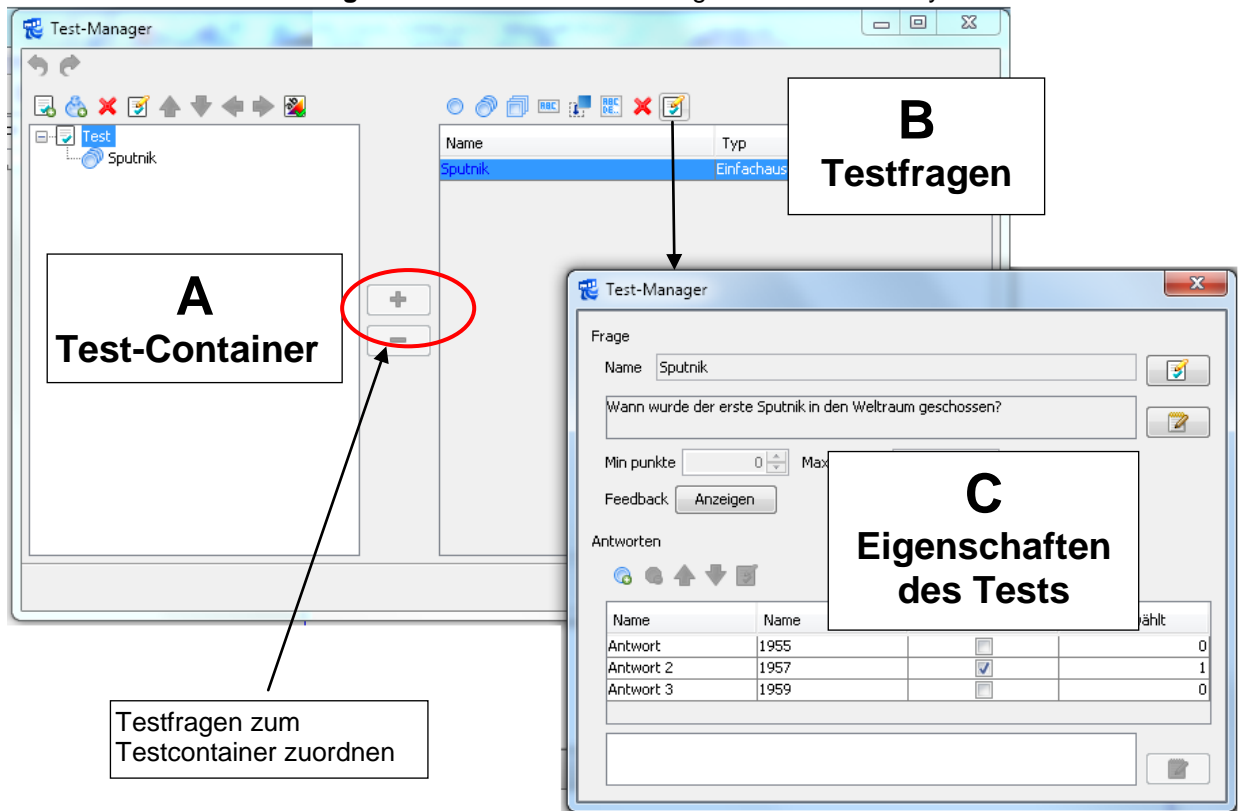 Test-Manager
B
Testfragen
Test
Sputnik
Name Typ
Sputnik Einfachaus
A
Test-Container
Test-Manager
Frage
Name Sputnik
Wann wurde der erste Sputnik in den Weltraum geschossen?
Min punkte 0 Max
Feedback Anzeigen
C
Eigenschaften
des Tests
Antworten
Name Name ählt
Antwort 1955 0
Antwort 2 1957 1
Antwort 3 1959 0
Testfragen zum
Testcontainer zuordnen